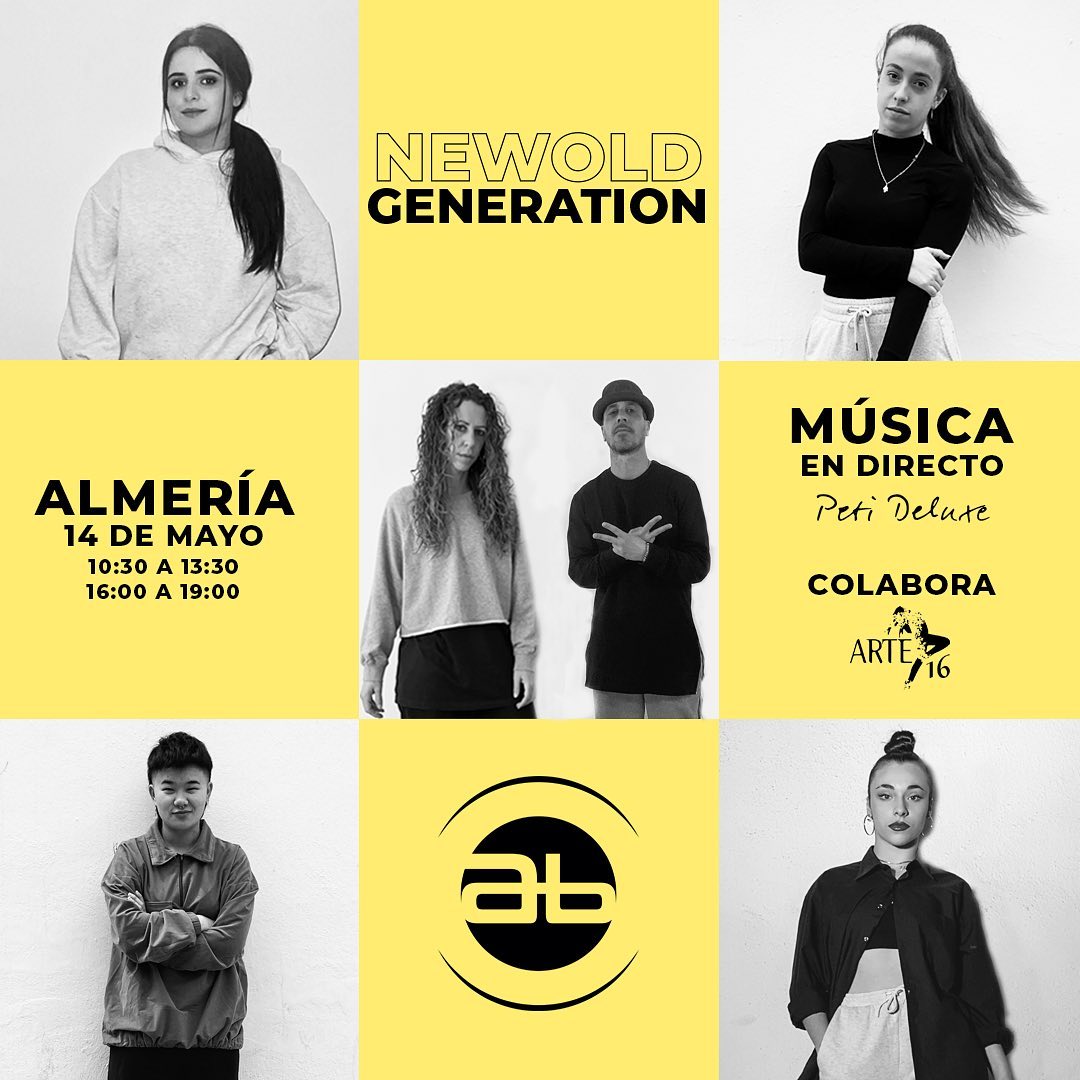 NEWOLD
GENERATION
ALMERÍA
14 DE MAYO
10:30 A 13:30
16:00 A 19:00
MÚSICA
EN DIRECTO
Peti Deluxe
COLABORA
ARTE 16
ab